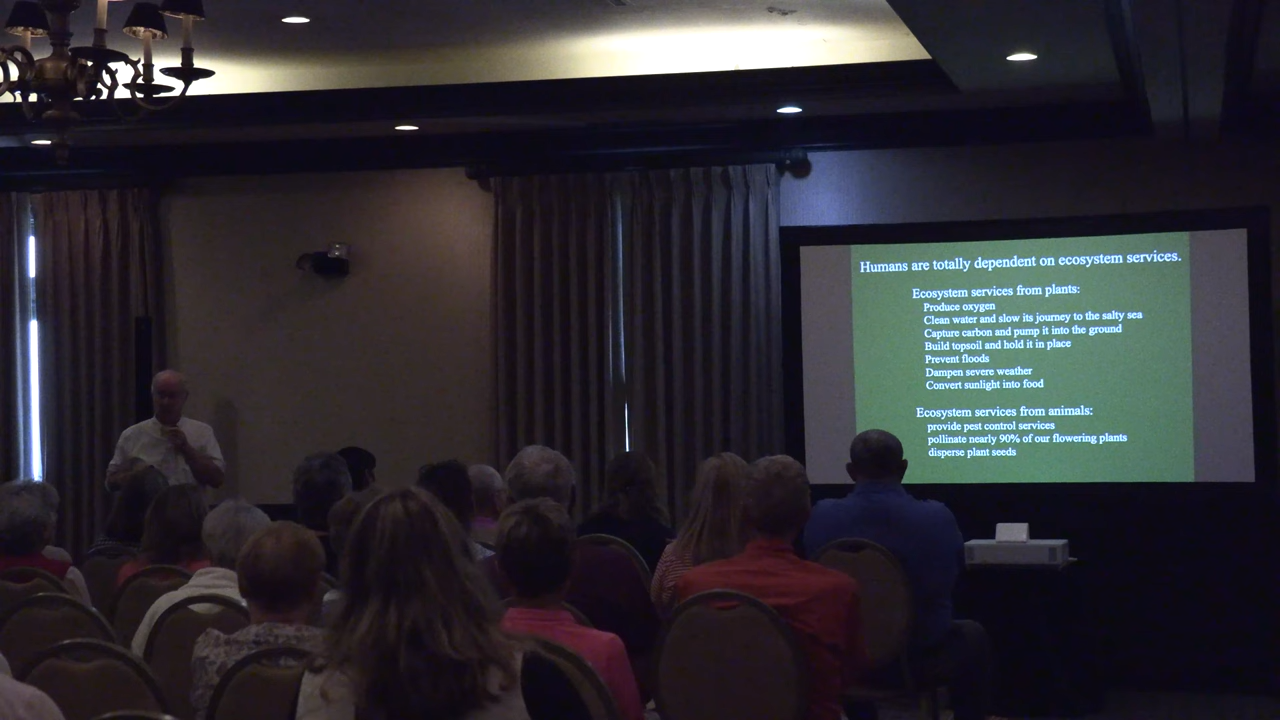 Humans are totally dependent on ecosystem services.
Ecosystem services from plants:
Produce oxygen
Clean water and slow its journey to the salty sea
Capture carbon and pump it into the ground
Build topsoil and hold it in place
Prevent floods
Dampen severe weather
Convert sunlight into food
Ecosystem services from animals:
provide pest control services
pollinate nearly 90% of our flowering plants
disperse plant seeds